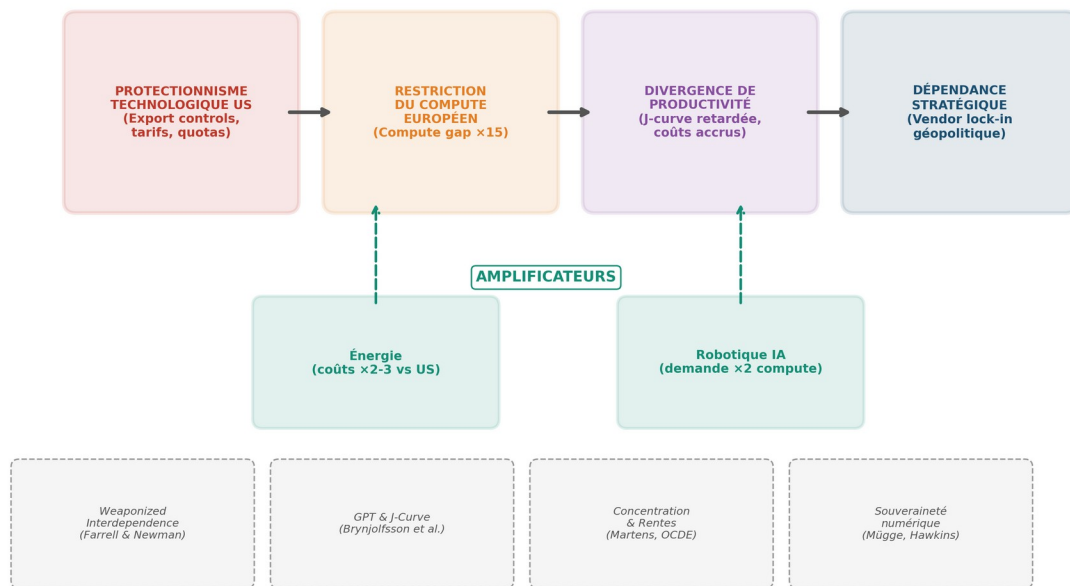 PROTECTIONNISME
TECHNOLOGIQUE US
(Export controls,
tarifs, quotas)
RESTRICTION
DU COMPUTE
EUROPÉEN
(Compute gap ×15)
DIVERGENCE DE
PRODUCTIVITÉ
(J-curve retardée,
coûts accrus)
DÉPENDANCE
STRATÉGIQUE
(Vendor lock-in
géopolitique)
AMPLIFICATEURS
Énergie
(coûts ×2-3 vs US)
Robotique IA
(demande ×2 compute)
Weaponized
Interdependence
(Farrell & Newman)
GPT & J-Curve
(Brynjolfsson et al.)
Concentration
& Rentes
(Martens, OCDE)
Souveraineté
numérique
(Mügge, Hawkins)